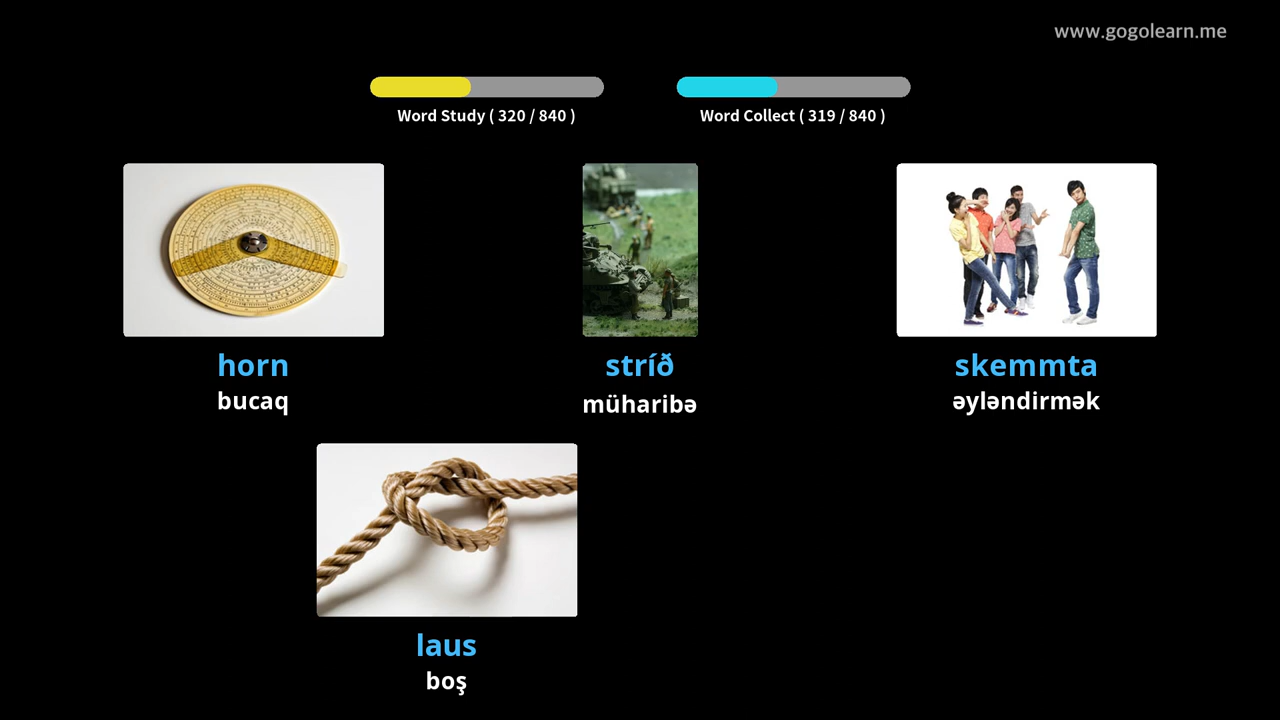 www.gogolearn.me
Word Study ( 320 / 840 )
Word Collect ( 319 / 840 )
horn
bucaq
stríð
müharibə
skemmta
əyləndirmək
laus
boş